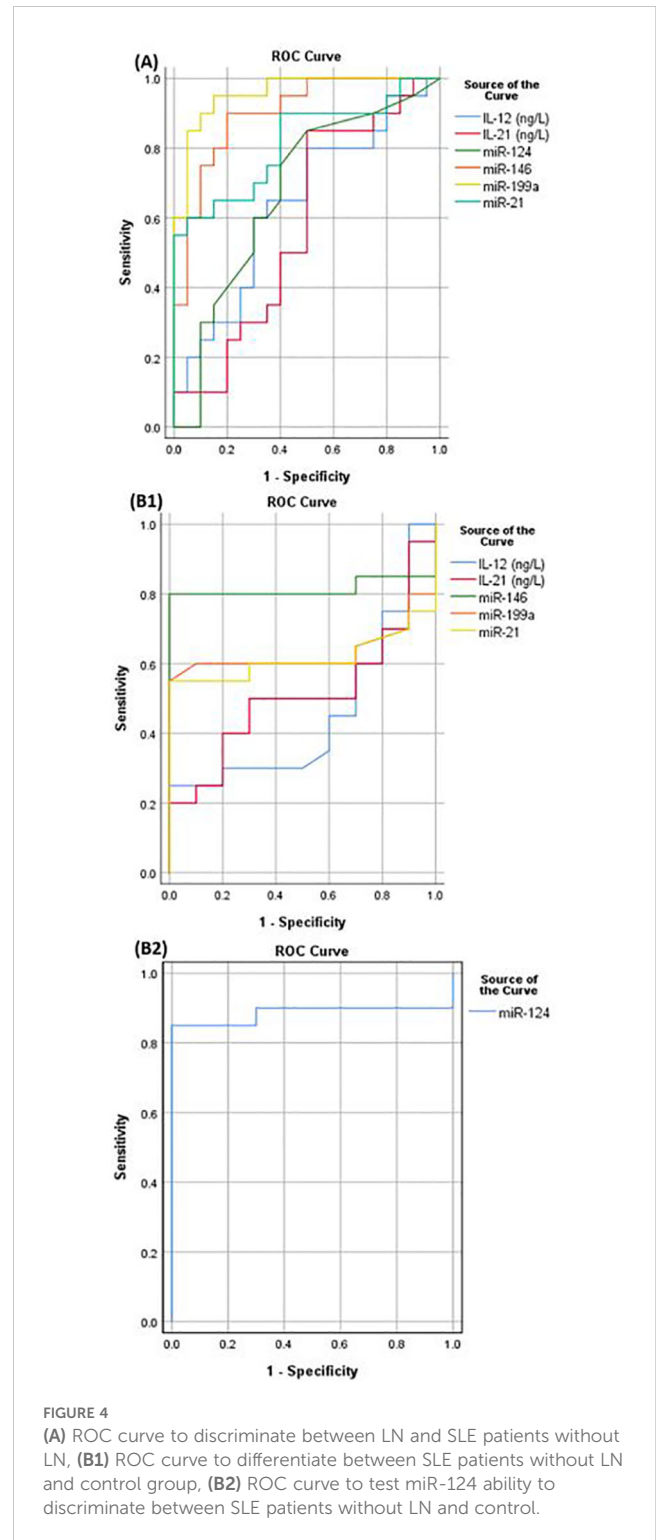 (A)
ROC Curve
1.0
0.8
0.6
0.4
0.2
0.0
Sensitivity
0.0 0.2 0.4 0.6 0.8 1.0
1 - Specificity
Source of the
Curve
IL-12 (ng/L)
IL-21 (ng/L)
miR-124
miR-146
miR-199a
miR-21
(B1)
ROC Curve
1.0
0.8
0.6
0.4
0.2
0.0
Sensitivity
0.0 0.2 0.4 0.6 0.8 1.0
1 - Specificity
Source of the
Curve
IL-12 (ng/L)
IL-21 (ng/L)
miR-146
miR-199a
miR-21
(B2)
ROC Curve
1.0
0.8
0.6
0.4
0.2
0.0
Sensitivity
0.0 0.2 0.4 0.6 0.8 1.0
1 - Specificity
Source of
the Curve
miR-124
FIGURE 4
(A) ROC curve to discriminate between LN and SLE patients without
LN, (B1) ROC curve to differentiate between SLE patients without LN
and control group, (B2) ROC curve to test miR-124 ability to
discriminate between SLE patients without LN and control.